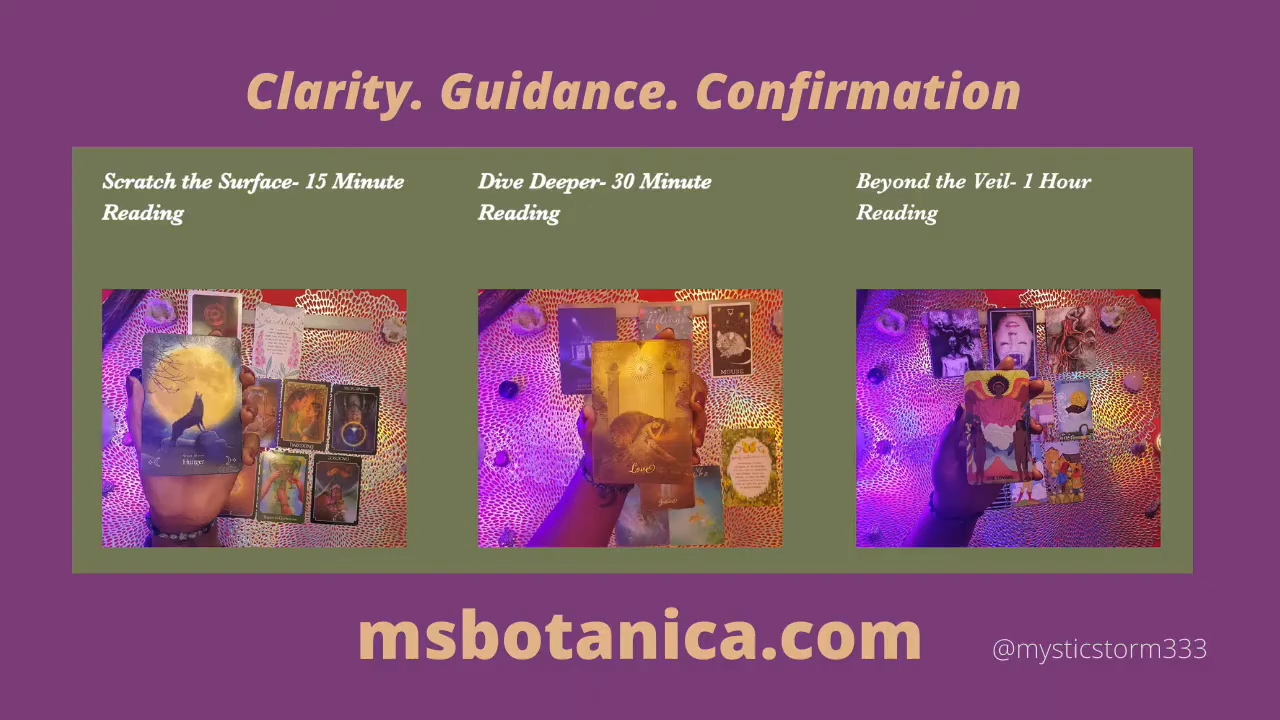 Clarity. Guidance. Confirmation
Scratch the Surface- 15 Minute
Reading
Dive Deeper- 30 Minute
Reading
Beyond the Veil- 1 Hour
Reading
Hunger
MOUSE
Love
msbotanica.com
@mysticstorm333